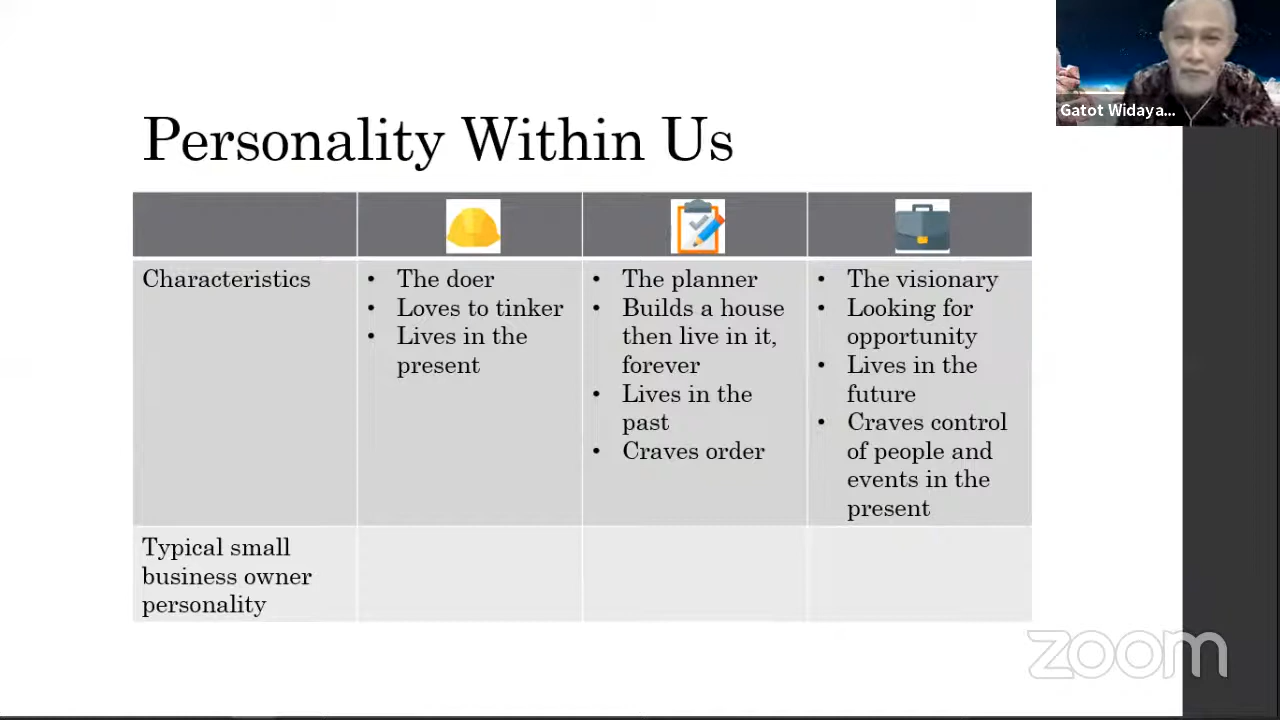 Gatot Widaya...
Personality Within Us
Characteristics
• The doer
• Loves to tinker
• Lives in the
present
• The planner
• Builds a house
then live in it,
forever
• Lives in the
past
• Craves order
• The visionary
• Looking for
opportunity
• Lives in the
future
• Craves control
of people and
events in the
present
Typical small
business owner
personality
zoom